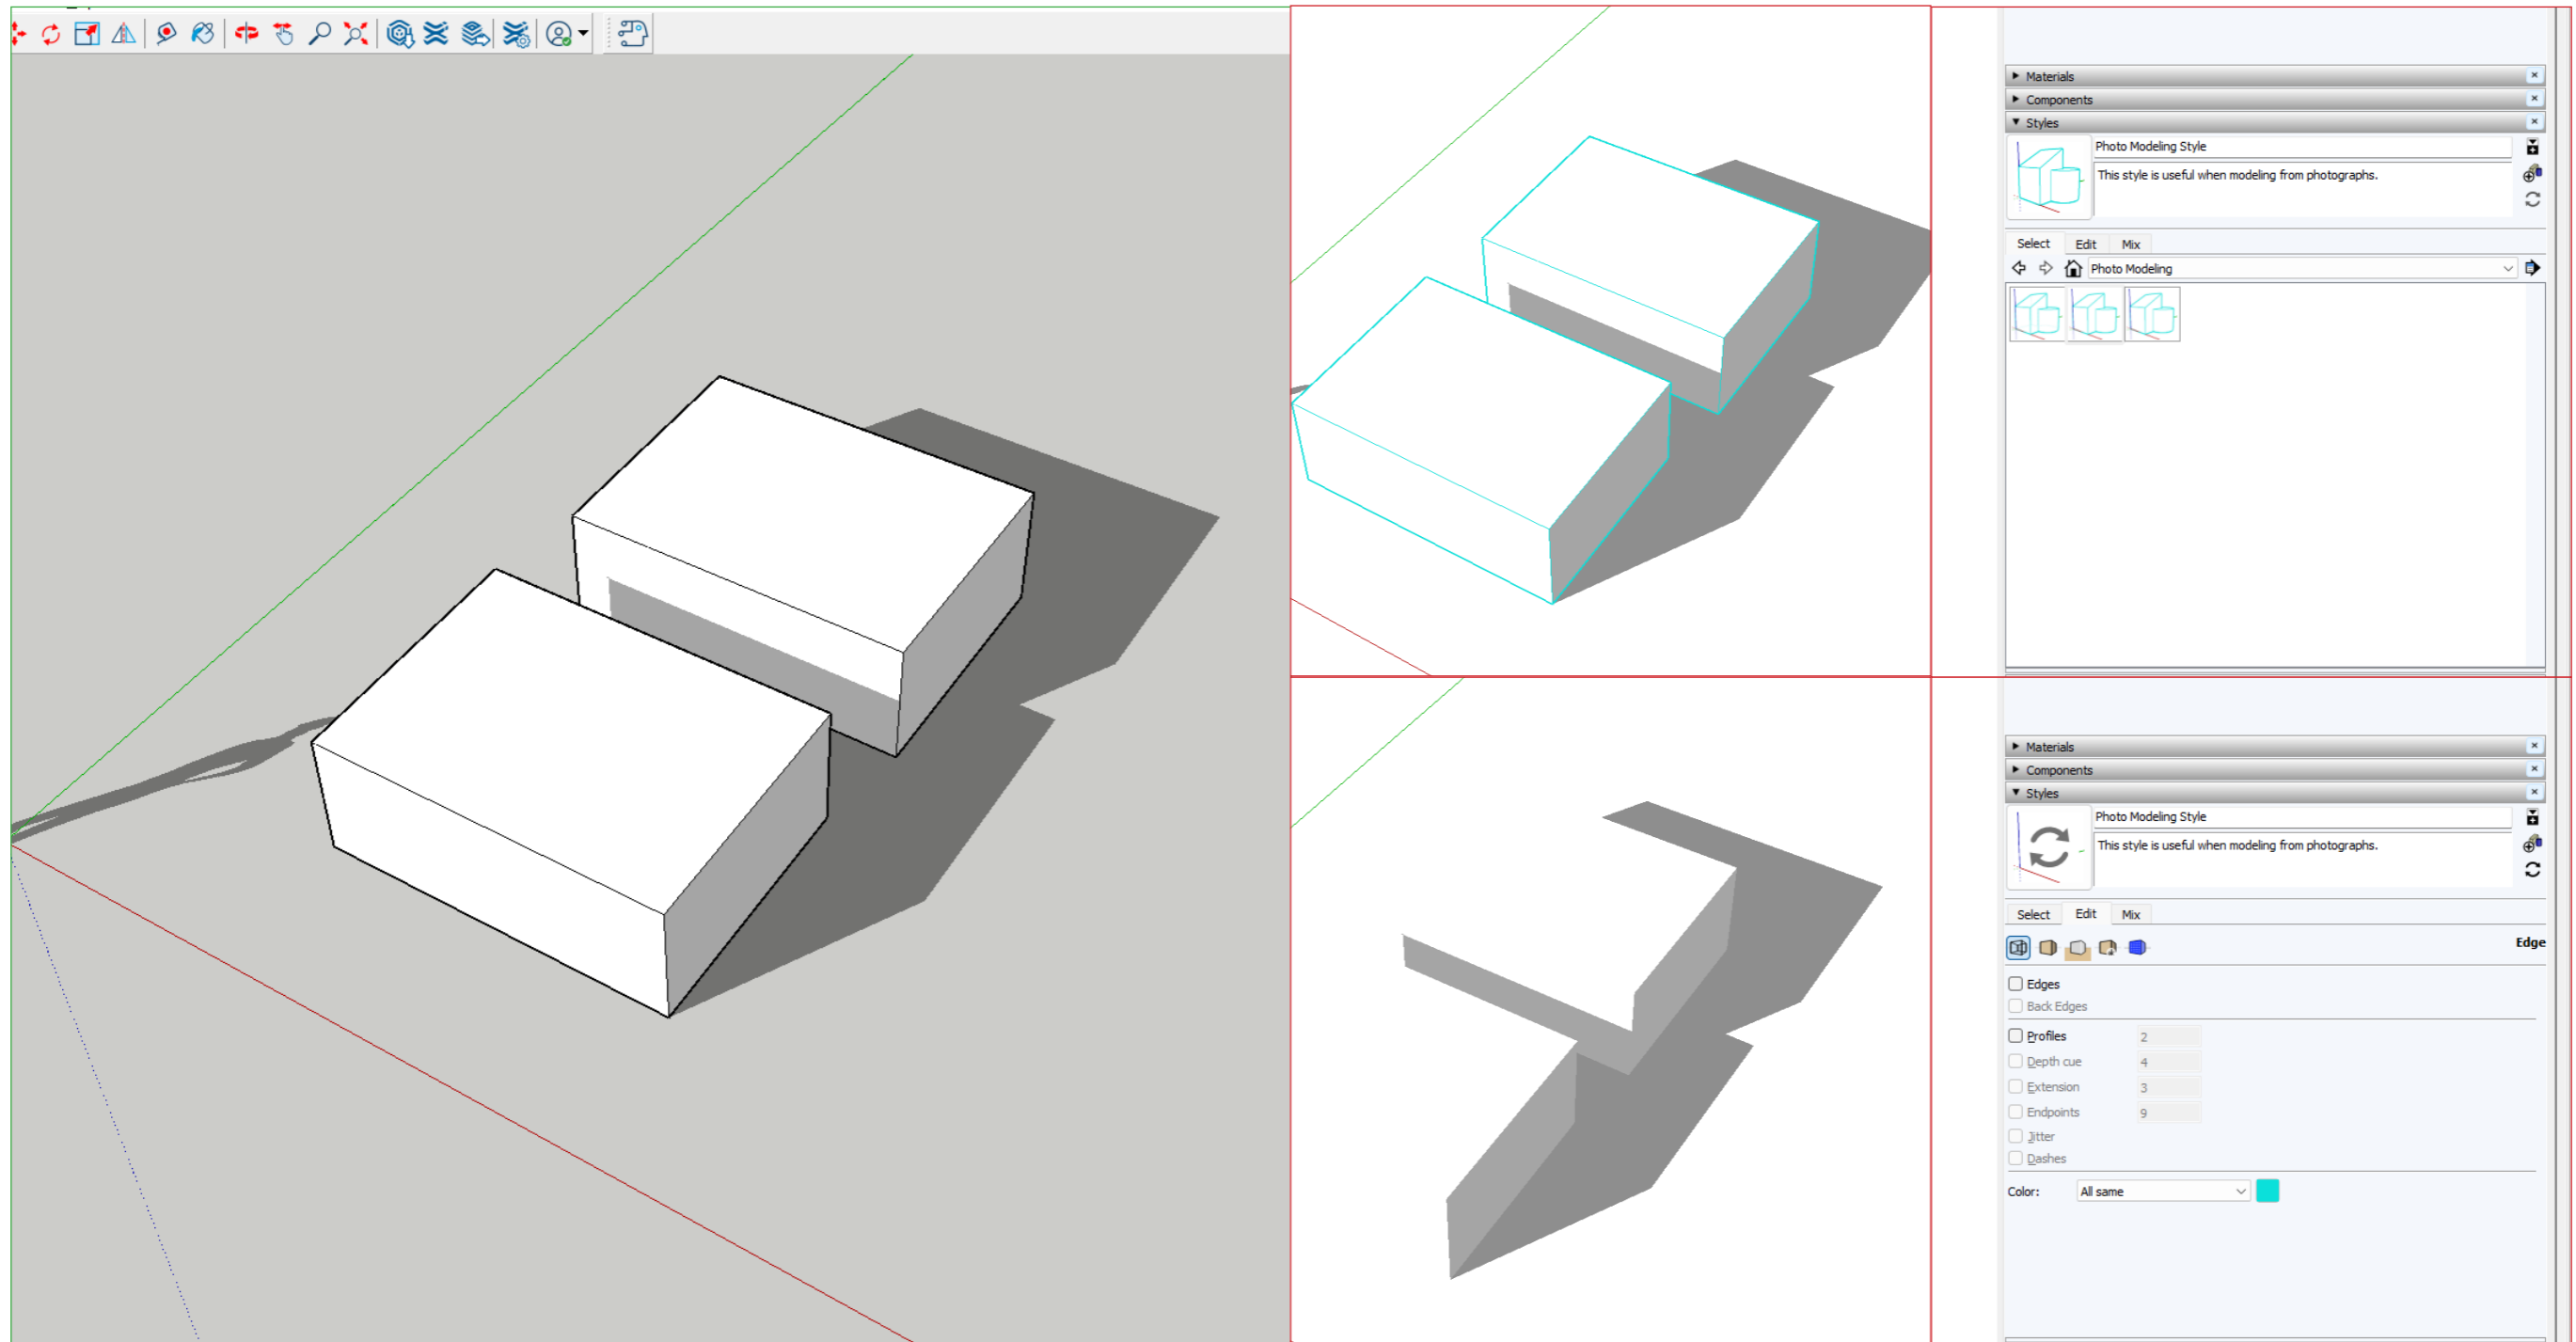 Materials
Components
Styles
Photo Modeling Style
This style is useful when modeling from photographs.
Select Edit Mix
Photo Modeling
Materials
Components
Styles
Photo Modeling Style
This style is useful when modeling from photographs.
Select Edit Mix
Edge
Edges
Back Edges
Profiles 2
Depth cue 4
Extension 3
Endpoints 9
Jitter
Dashes
Color: All same